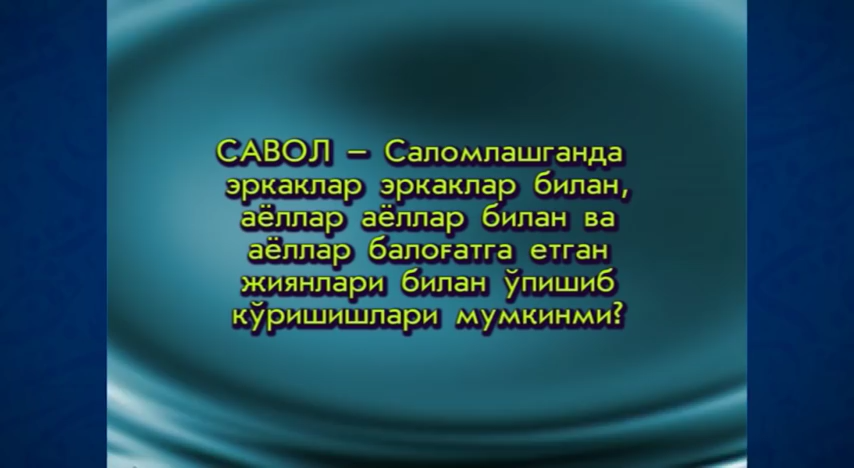 САВОЛ – Саломлашганда
эркаклар эркаклар билан,
аёллар аёллар билан ва
аёллар балоғатга етган
жиянлари билан ўпишиб
кўришишлари мумкинми?